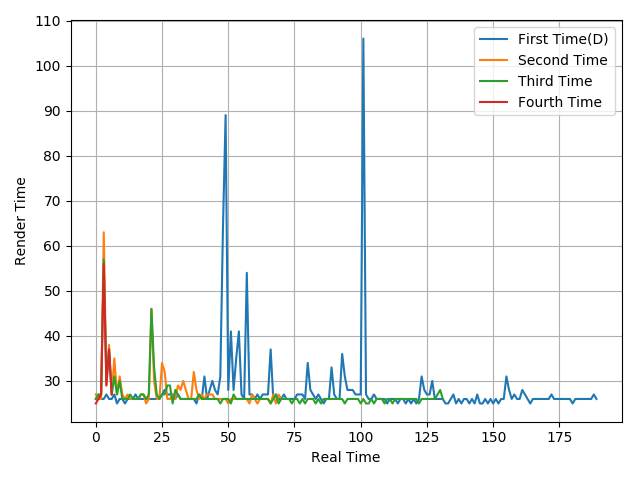 110
100
90
80
70
60
50
40
30
Render Time
0
25
50
75
100
125
150
175
Real Time
First Time(D)
Second Time
Third Time
Fourth Time